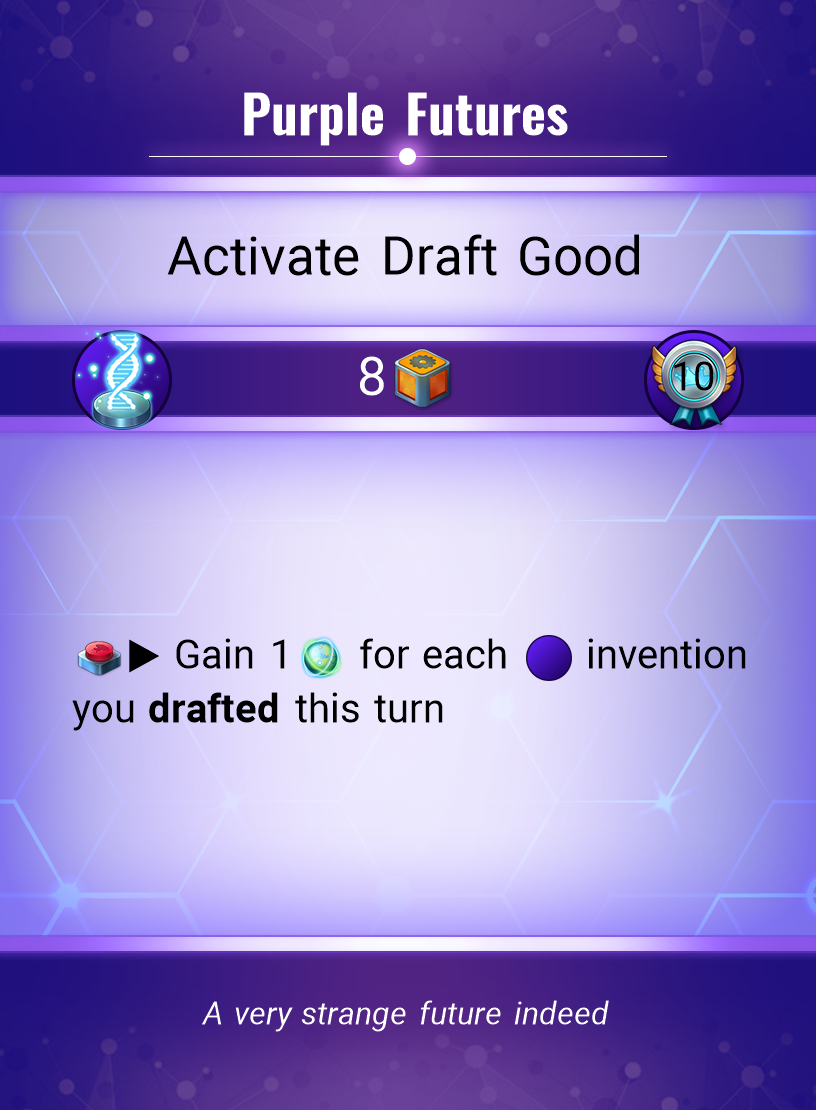 Purple Futures
Activate Draft Good
8
10
Gain 1 for each invention
you drafted this turn
A very strange future indeed